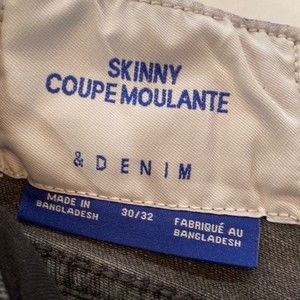 SKINNY
COUPE MOULANTE
& DENIM
MADE IN
BANGLADESH
30/32
FABRIQUÉ AU
BANGLADESH